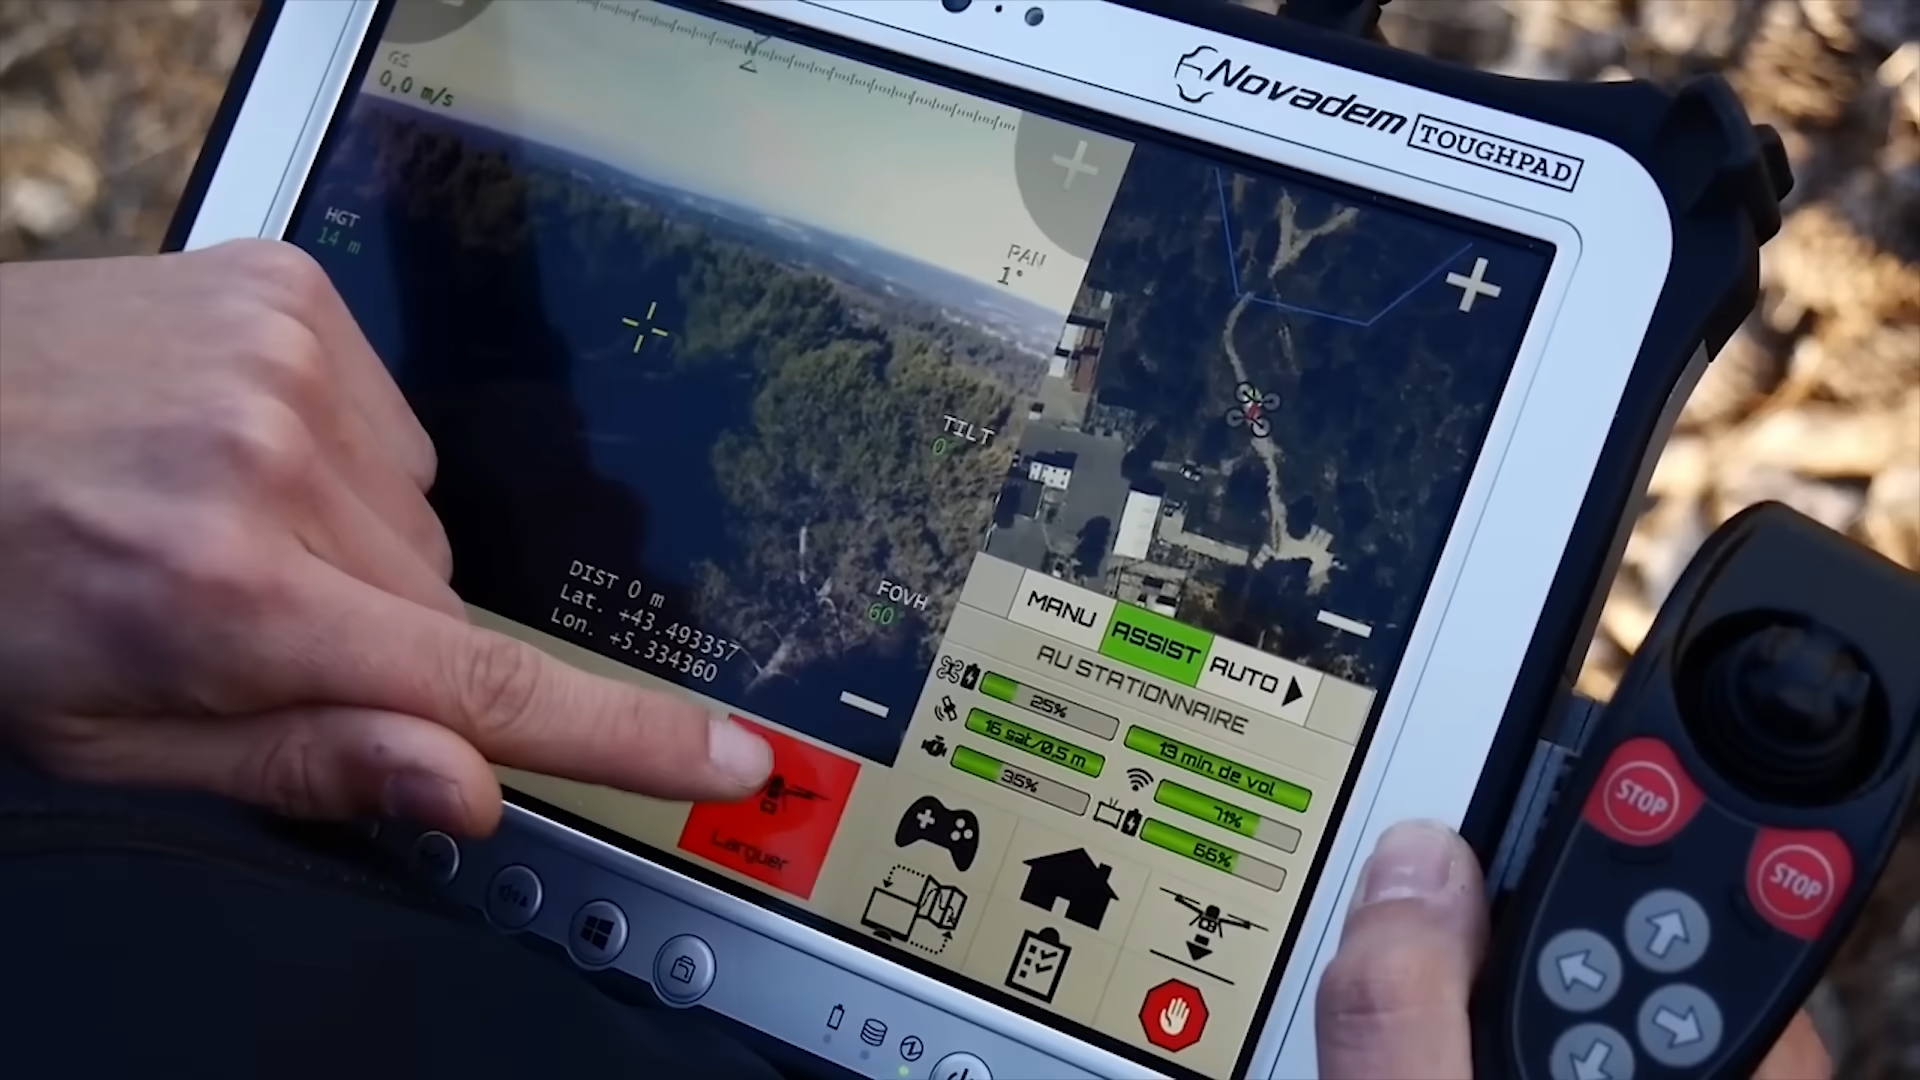 Novadem TOUGHPAD
N
GS
0,0 m/s
HGT
14 m
PAN
1°
TILT
0°
FOVH
60°
DIST 0 m
Lat. +43.493357
Lon. +5.334360
MANU ASSIST AUTO
AU STATIONNAIRE
25%
13 min. de vol
16 sat/0,5 m
71%
35%
66%
Larguer
STOP
STOP